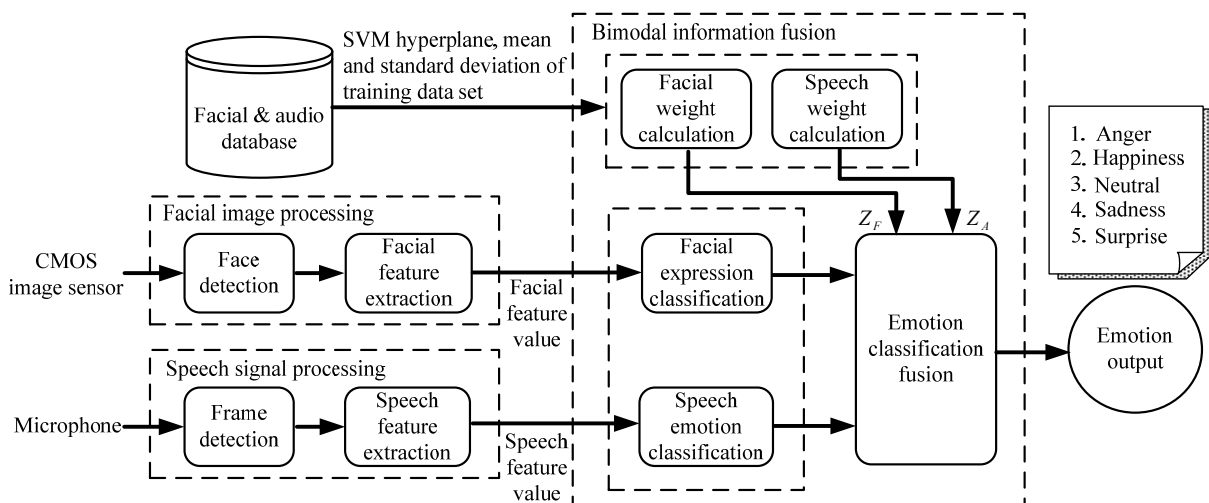 SVM hyperplane, mean
and standard deviation of
training data set
Facial & audio
database
Bimodal information fusion
Facial
weight
calculation
Speech
weight
calculation
Z_F
Z_A
1. Anger
2. Happiness
3. Neutral
4. Sadness
5. Surprise
Facial image processing
CMOS
image sensor
Face
detection
Facial
feature
extraction
Facial
feature
value
Facial
expression
classification
Emotion
classification
fusion
Emotion
output
Speech signal processing
Microphone
Frame
detection
Speech
feature
extraction
Speech
feature
value
Speech
emotion
classification